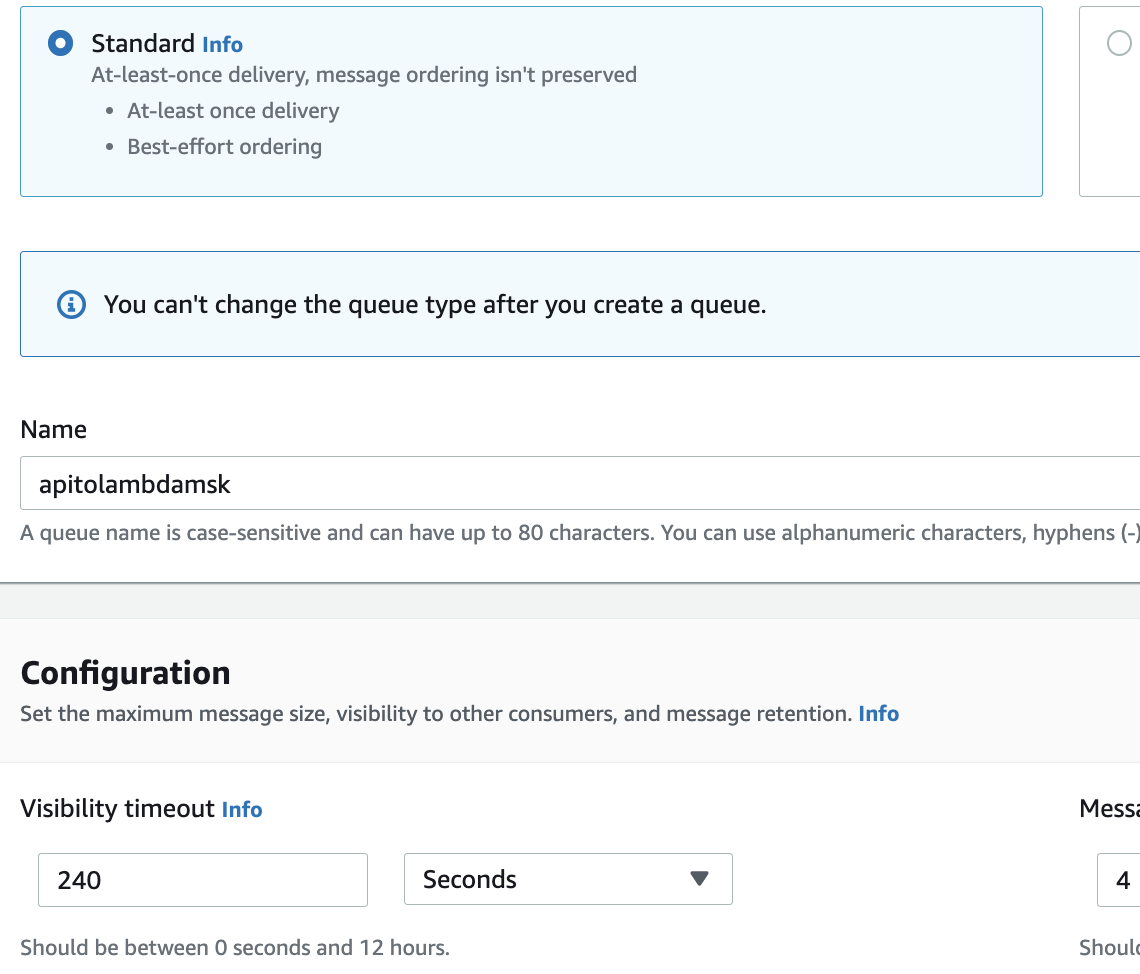 Standard Info
At-least-once delivery, message ordering isn't preserved
• At-least once delivery
• Best-effort ordering
You can't change the queue type after you create a queue.
Name
apitolambdamsk
A queue name is case-sensitive and can have up to 80 characters. You can use alphanumeric characters, hyphens (-)
Configuration
Set the maximum message size, visibility to other consumers, and message retention. Info
Visibility timeout Info
240
Seconds
4
Should be between 0 seconds and 12 hours.